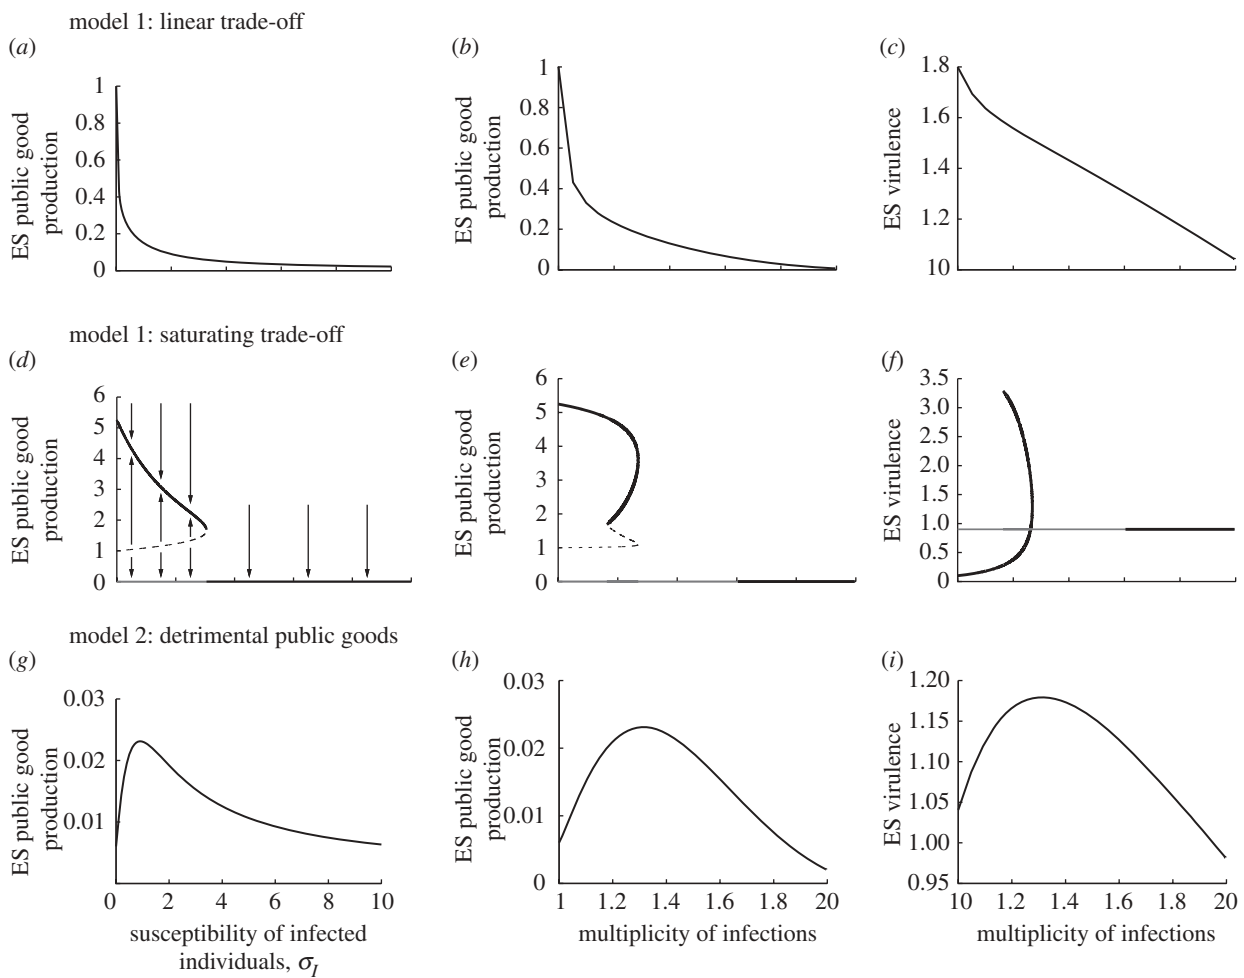 model 1: linear trade-off
(a)
(b)
(c)
ES public good
production
1
0.8
0.6
0.4
0.2
0
ES public good
production
1
0.8
0.6
0.4
0.2
0
ES virulence
1.8
1.6
1.4
1.2
10
model 1: saturating trade-off
(d)
(e)
(f)
ES public good
production
6
5
4
3
2
1
0
ES public good
production
6
5
4
3
2
1
0
ES virulence
3.5
3.0
2.5
2.0
1.5
1.0
0.5
0
model 2: detrimental public goods
(g)
(h)
(i)
ES public good
production
0.03
0.02
0.01
0 2 4 6 8 10
susceptibility of infected
individuals, σI
ES public good
production
0.03
0.02
0.01
0
1 1.2 1.4 1.6 1.8 20
multiplicity of infections
ES virulence
1.20
1.15
1.10
1.05
1.00
0.95
10 1.2 1.4 1.6 1.8 20
multiplicity of infections